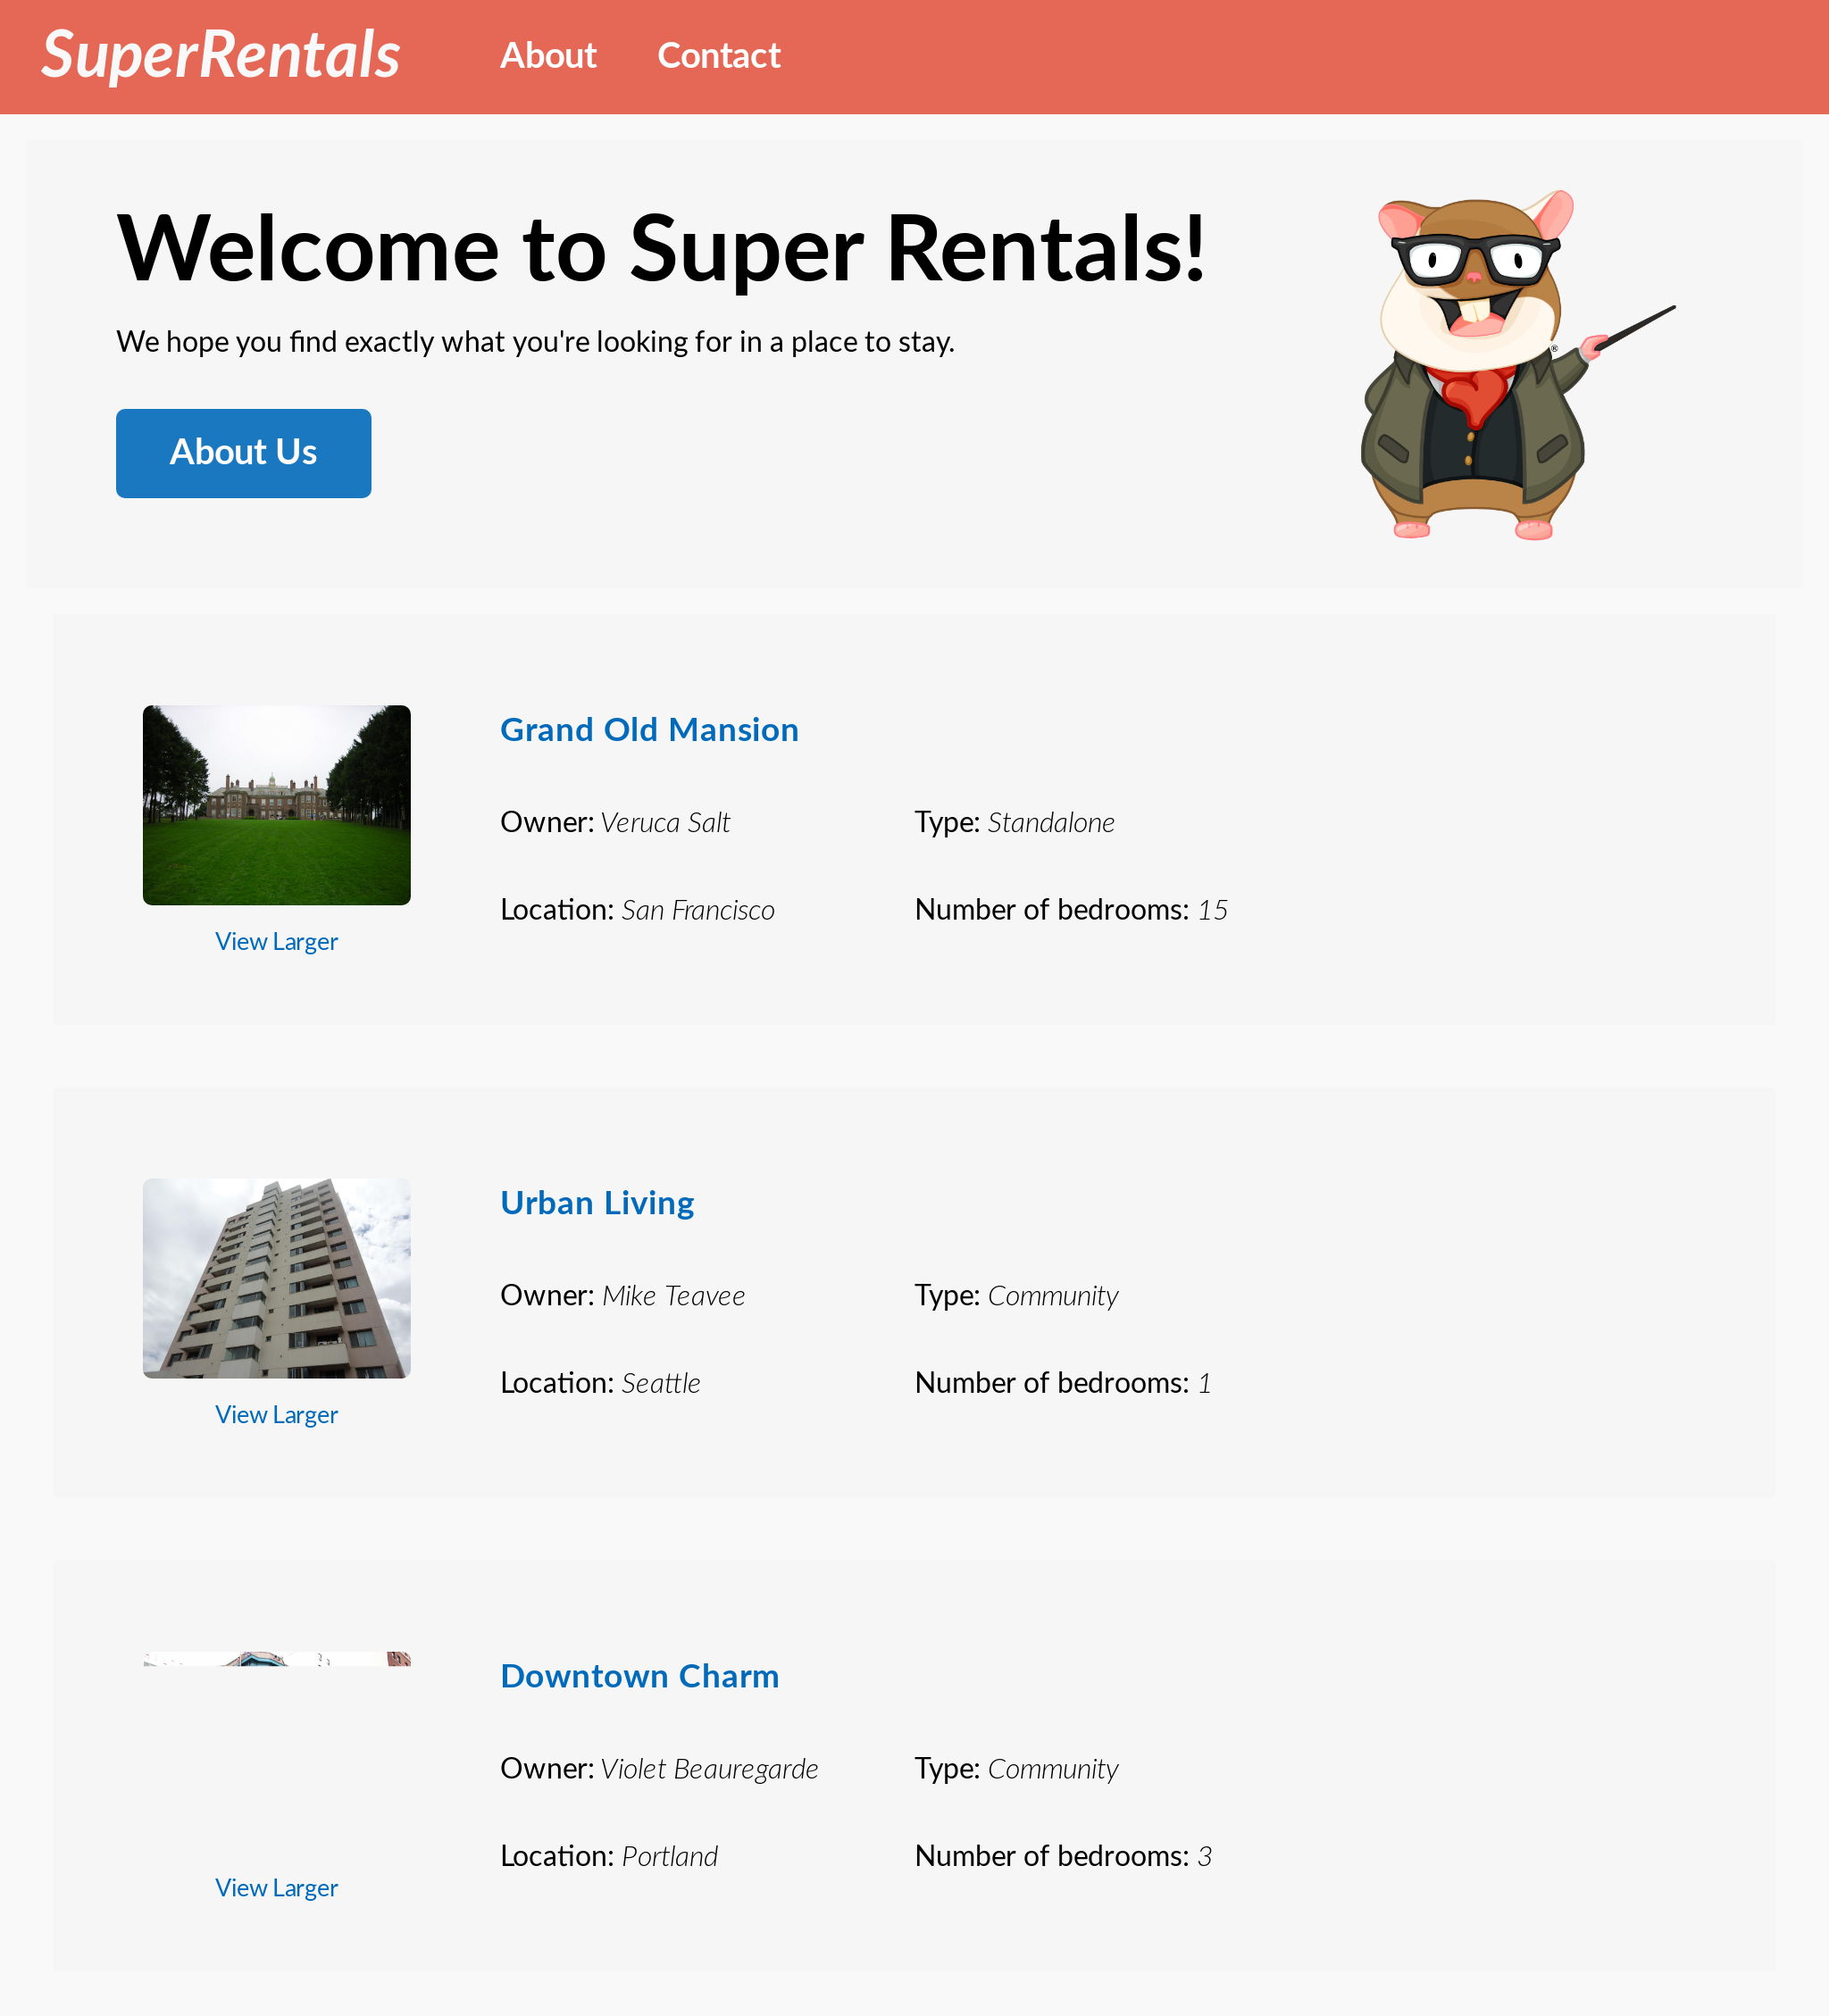 SuperRentals About Contact
Welcome to Super Rentals!
We hope you find exactly what you're looking for in a place to stay.
About Us
®
Grand Old Mansion
Owner: Veruca Salt Type: Standalone
Location: San Francisco Number of bedrooms: 15
View Larger
Urban Living
Owner: Mike Teavee Type: Community
Location: Seattle Number of bedrooms: 1
View Larger
Downtown Charm
Owner: Violet Beauregarde Type: Community
Location: Portland Number of bedrooms: 3
View Larger